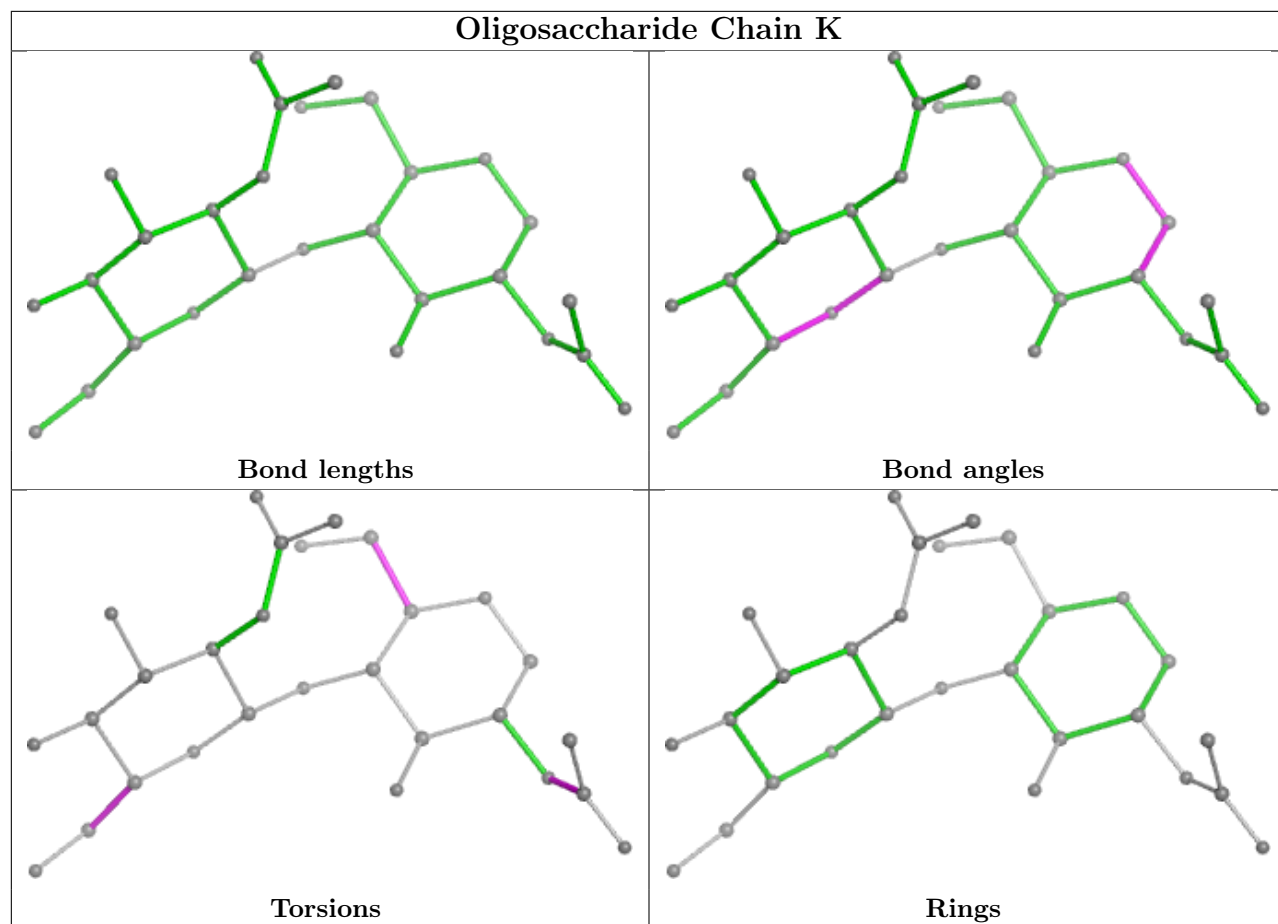 Oligosaccharide Chain K
Bond lengths
Bond angles
Torsions
Rings